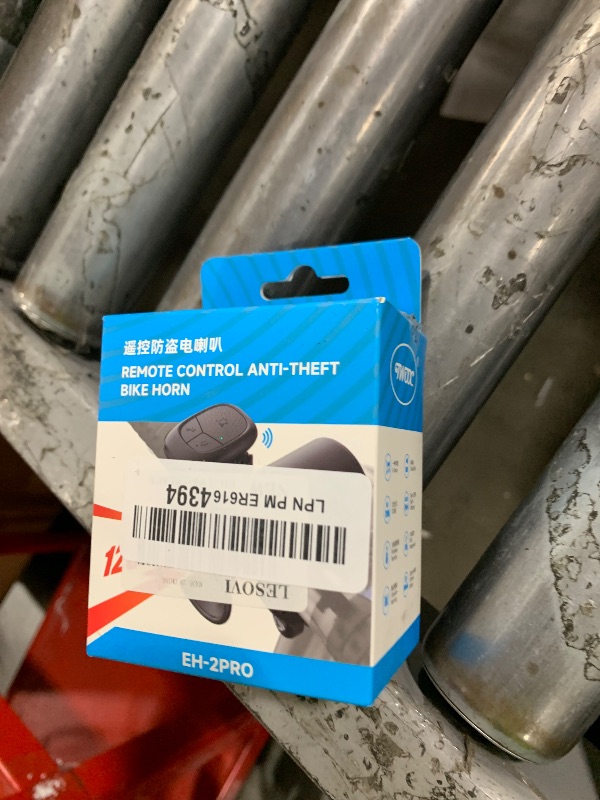 遥控防盗电喇叭
REMOTE CONTROL ANTI-THEFT
BIKE HORN
LPN PM ER6164394
LESOVI
12
EH-2PRO